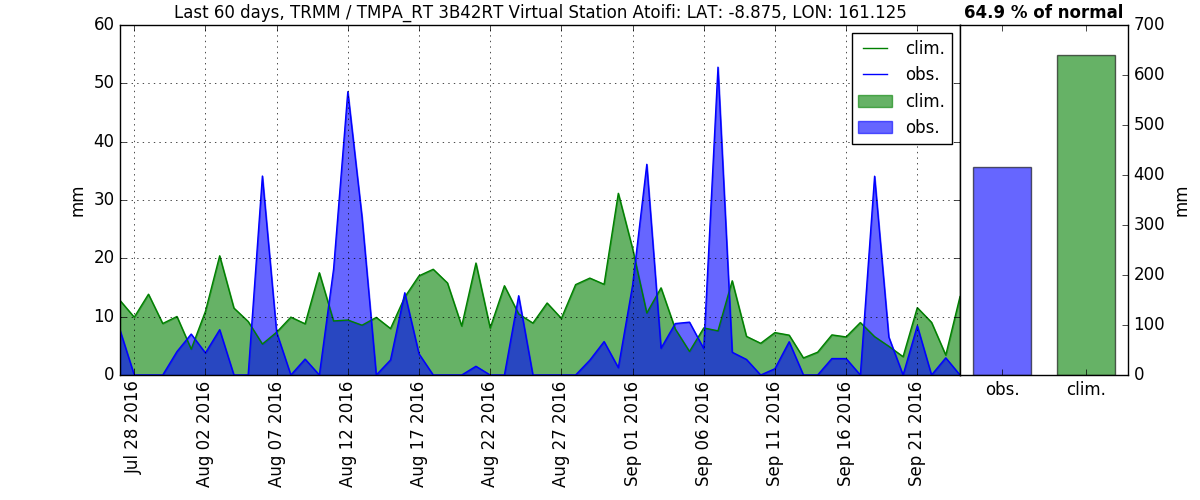 Last 60 days, TRMM / TMPA_RT 3B42RT Virtual Station Atoifi: LAT: -8.875, LON: 161.125
64.9 % of normal
60
50
40
30
20
10
0
mm
clim.
obs.
clim.
obs.
Jul 28 2016
Aug 02 2016
Aug 07 2016
Aug 12 2016
Aug 17 2016
Aug 22 2016
Aug 27 2016
Sep 01 2016
Sep 06 2016
Sep 11 2016
Sep 16 2016
Sep 21 2016
700
600
500
400
300
200
100
0
mm
obs.
clim.